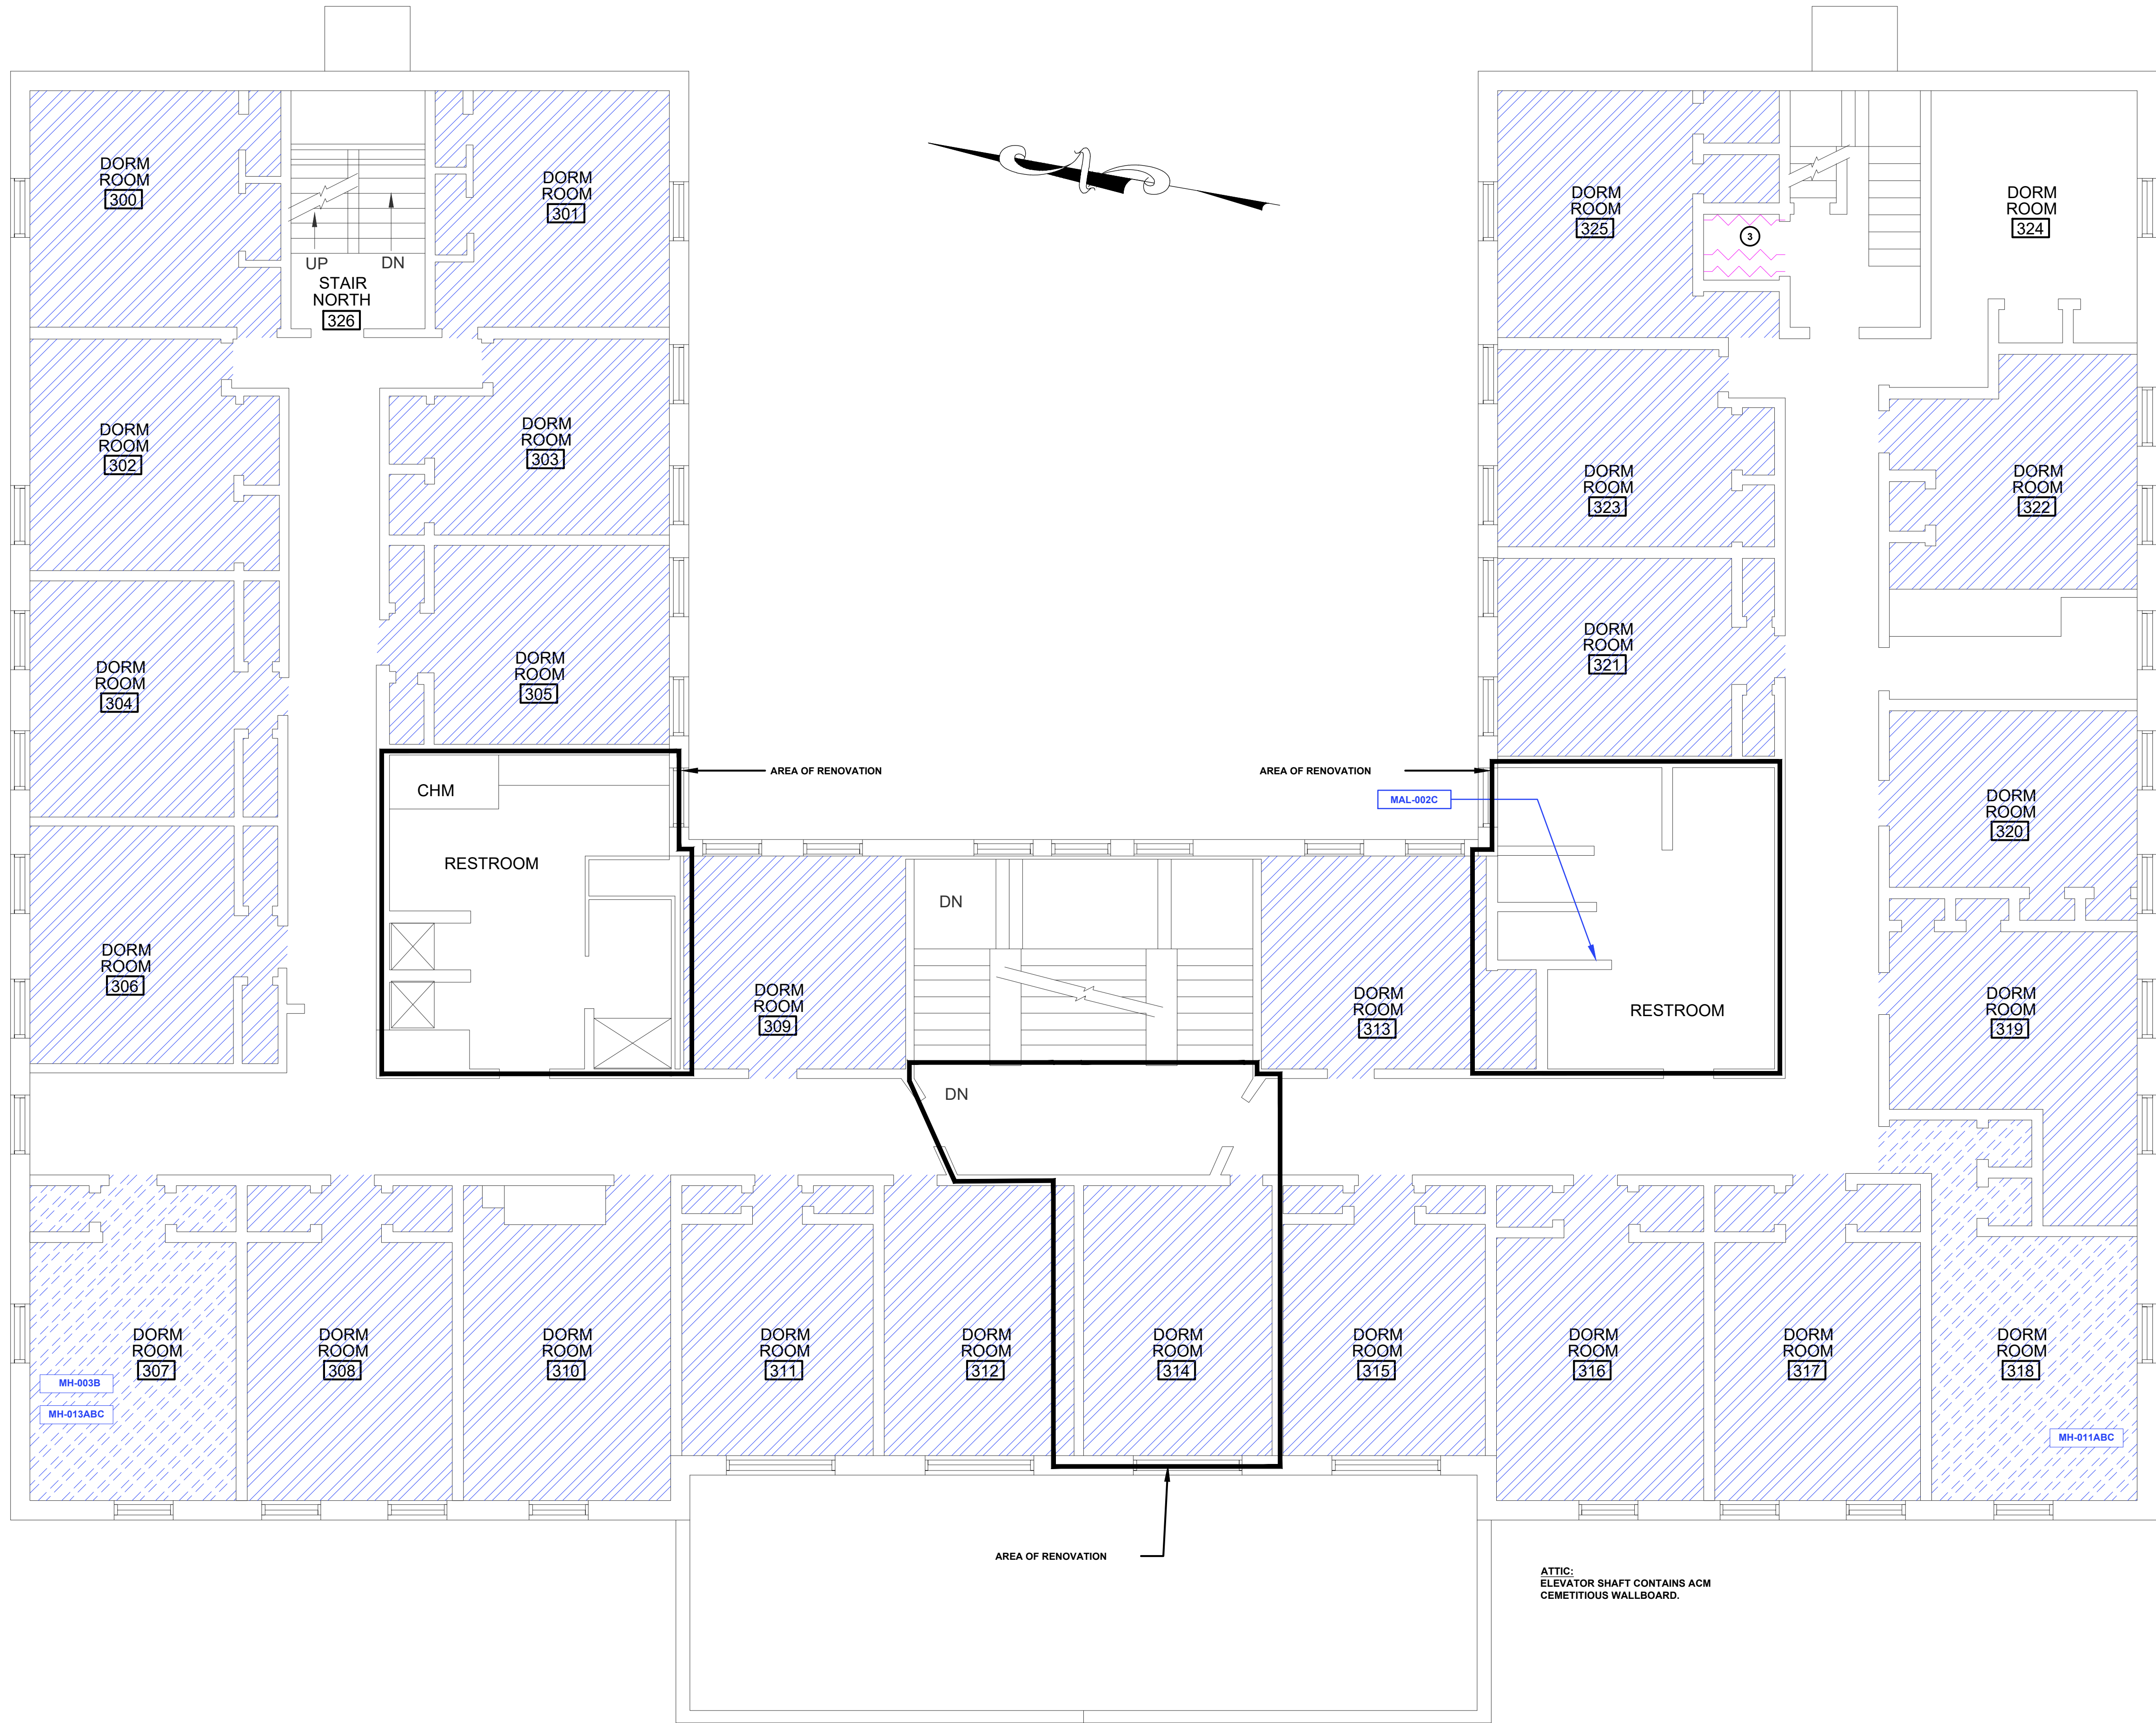 DORM
ROOM
300
DORM
ROOM
301
UP
DN
STAIR
NORTH
326
DORM
ROOM
325
3
DORM
ROOM
324
DORM
ROOM
302
DORM
ROOM
303
DORM
ROOM
323
DORM
ROOM
322
DORM
ROOM
304
DORM
ROOM
305
DORM
ROOM
321
AREA OF RENOVATION
AREA OF RENOVATION
CHM
MAL-002C
DORM
ROOM
320
RESTROOM
DN
DORM
ROOM
306
DORM
ROOM
309
DORM
ROOM
313
RESTROOM
DORM
ROOM
319
DN
DORM
ROOM
307
DORM
ROOM
308
DORM
ROOM
310
DORM
ROOM
311
DORM
ROOM
312
DORM
ROOM
314
DORM
ROOM
315
DORM
ROOM
316
DORM
ROOM
317
DORM
ROOM
318
MH-003B
MH-013ABC
MH-011ABC
AREA OF RENOVATION
ATTIC:
ELEVATOR SHAFT CONTAINS ACM
CEMETITIOUS WALLBOARD.